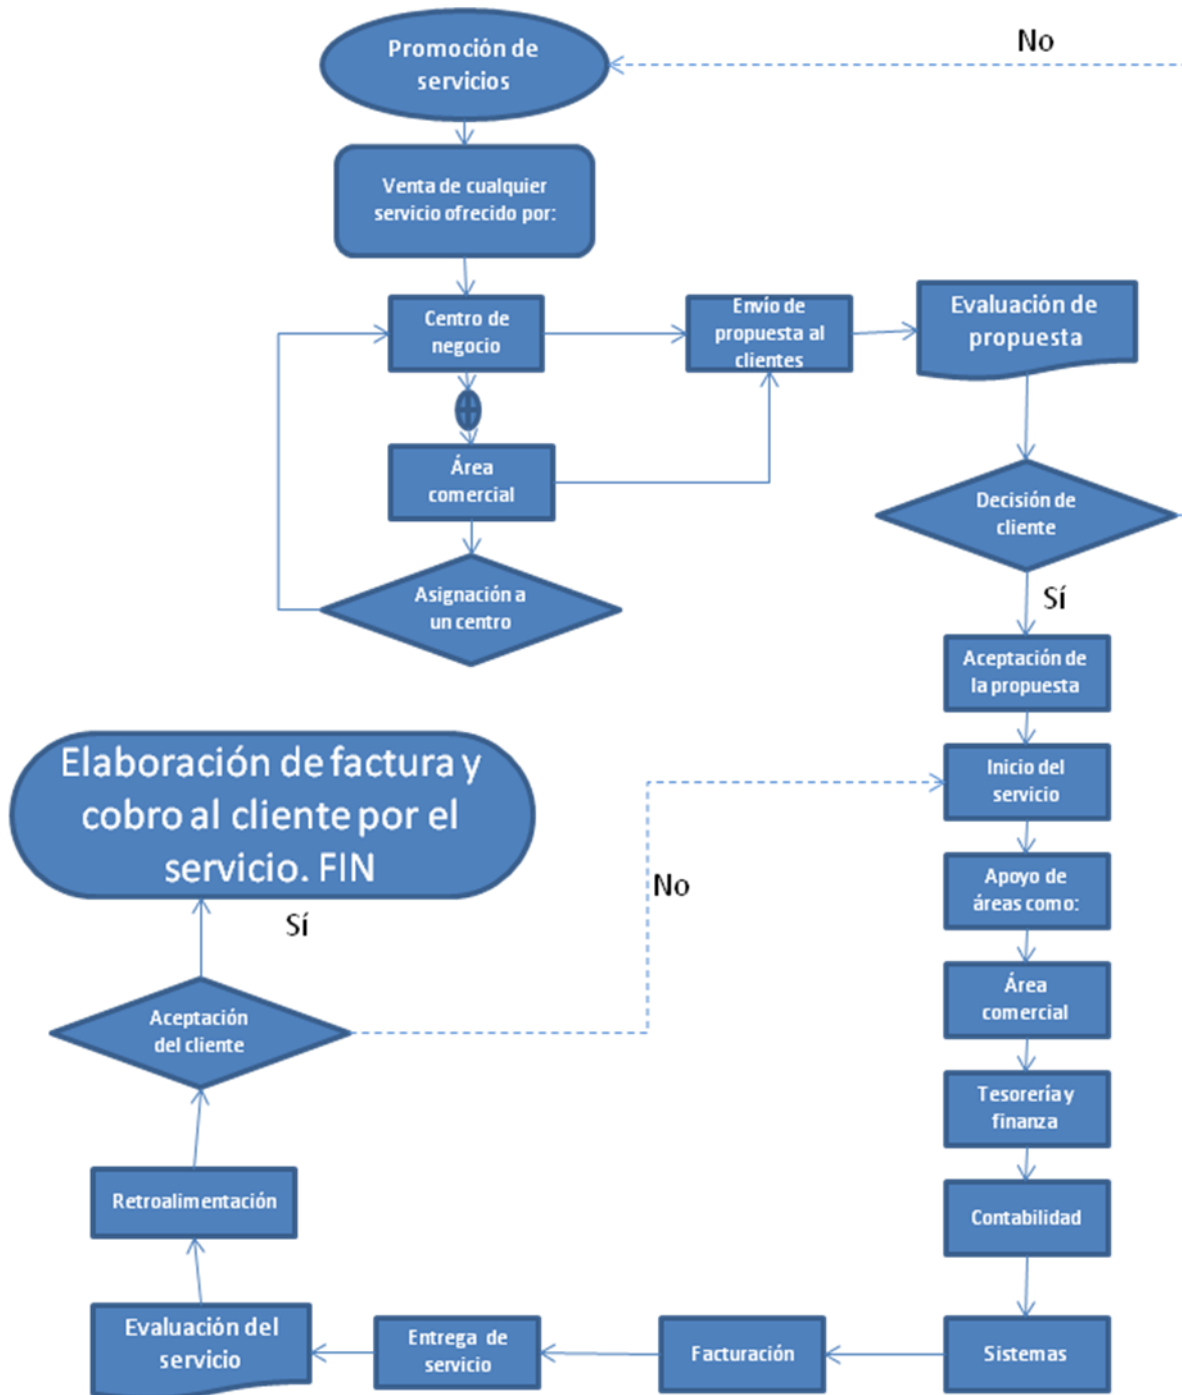 Promoción de
servicios
No
Venta de cualquier
servicio ofrecido por:
Centro de
negocio
Envío de
propuesta al
clientes
Evaluación de
propuesta
Área
comercial
Decisión de
cliente
Asignación a
un centro
Sí
Aceptación de
la propuesta
Inicio del
servicio
Apoyo de
áreas como:
Área
comercial
Tesorería y
finanza
Contabilidad
Sistemas
Facturación
Entrega de
servicio
Evaluación del
servicio
Retroalimentación
Aceptación
del cliente
No
Sí
Elaboración de factura y
cobro al cliente por el
servicio. FIN